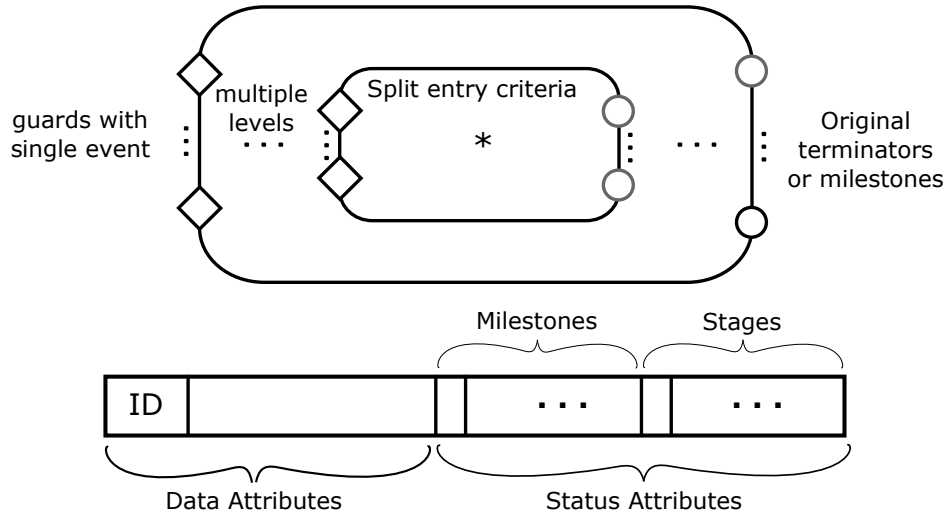 guards with
single event
multiple
levels
Split entry criteria
*
Original
terminators
or milestones
Milestones
Stages
ID
Data Attributes
Status Attributes